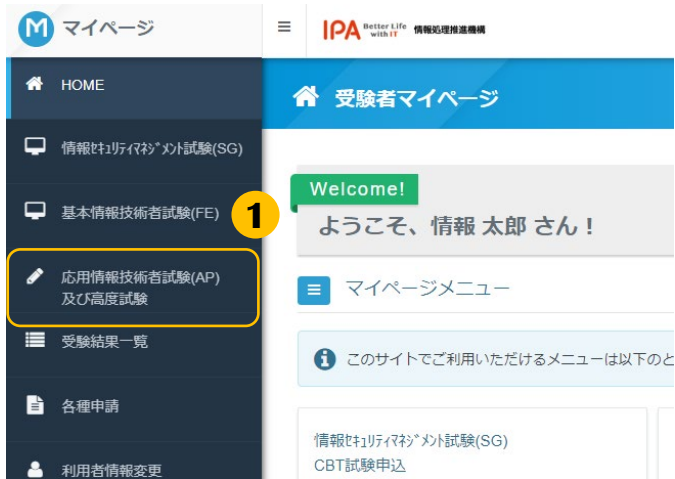 M マイページ
IPA Better Life with IT 情報処理推進機構
HOME
受験者マイページ
情報ｾｷｭﾘﾃｨﾏﾈｼﾞﾒﾝﾄ試験(SG)
基本情報技術者試験(FE)
1
応用情報技術者試験(AP)
及び高度試験
受験結果一覧
各種申請
利用者情報変更
Welcome!
ようこそ、情報 太郎 さん！
マイページメニュー
このサイトでご利用いただけるメニューは以下のと
情報ｾｷｭﾘﾃｨﾏﾈｼﾞﾒﾝﾄ試験(SG)
CBT試験申込